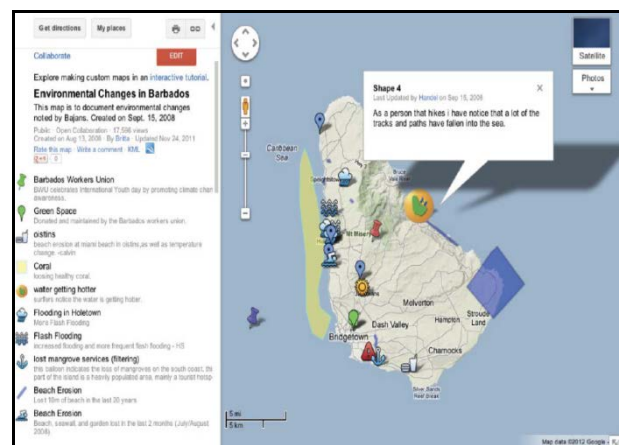 Get directions
My places
Collaborate
EDIT
Explore making custom maps in an interactive tutorial.
Environmental Changes in Barbados
This map is to document environmental changes
noted by Bajans. Created on Sept. 15, 2008
Public · Open Collaboration · 17,598 views
Created on Aug 13, 2008 · By Brita · Updated Nov 24, 2011
Rate this map · Write a comment · KML
Barbados Workers Union
BWU celebrates International Youth day by promoting climate chan
awareness.
Green Space
Donated and maintained by the Barbados workers union.
oistins
beach erosion at miami beach in oistins,as well as temperature
change. -calvin
Coral
loosing healthy coral.
water getting hotter
surfers notice the water is getting hotter.
Flooding in Holetown
More Flash Flooding
Flash Flooding
increased flooding and more frequent flash flooding - HS
lost mangrove services (filtering)
this balloon indicates the loss of mangroves on the south coast, thi
part of the island is a heavily populated area, mainly a tourist hotsp
Beach Erosion
Lost 10m of beach in the last 20 years
Beach Erosion
Beach, seawall, and garden lost in the last 2 months (July/August
2008).
Satellite
Photos
Shape 4
X
Last Updated by Handel on Sep 15, 2008
As a person that hikes i have notice that a lot of the
tracks and paths have fallen into the sea.
Caribbean
Sea
Mt Misery
Melverton
Hampton
Stroude
Land
Dash Valley
Bridgetown
Charnocks
5 mi
5 km
Map data ©2012 Google -